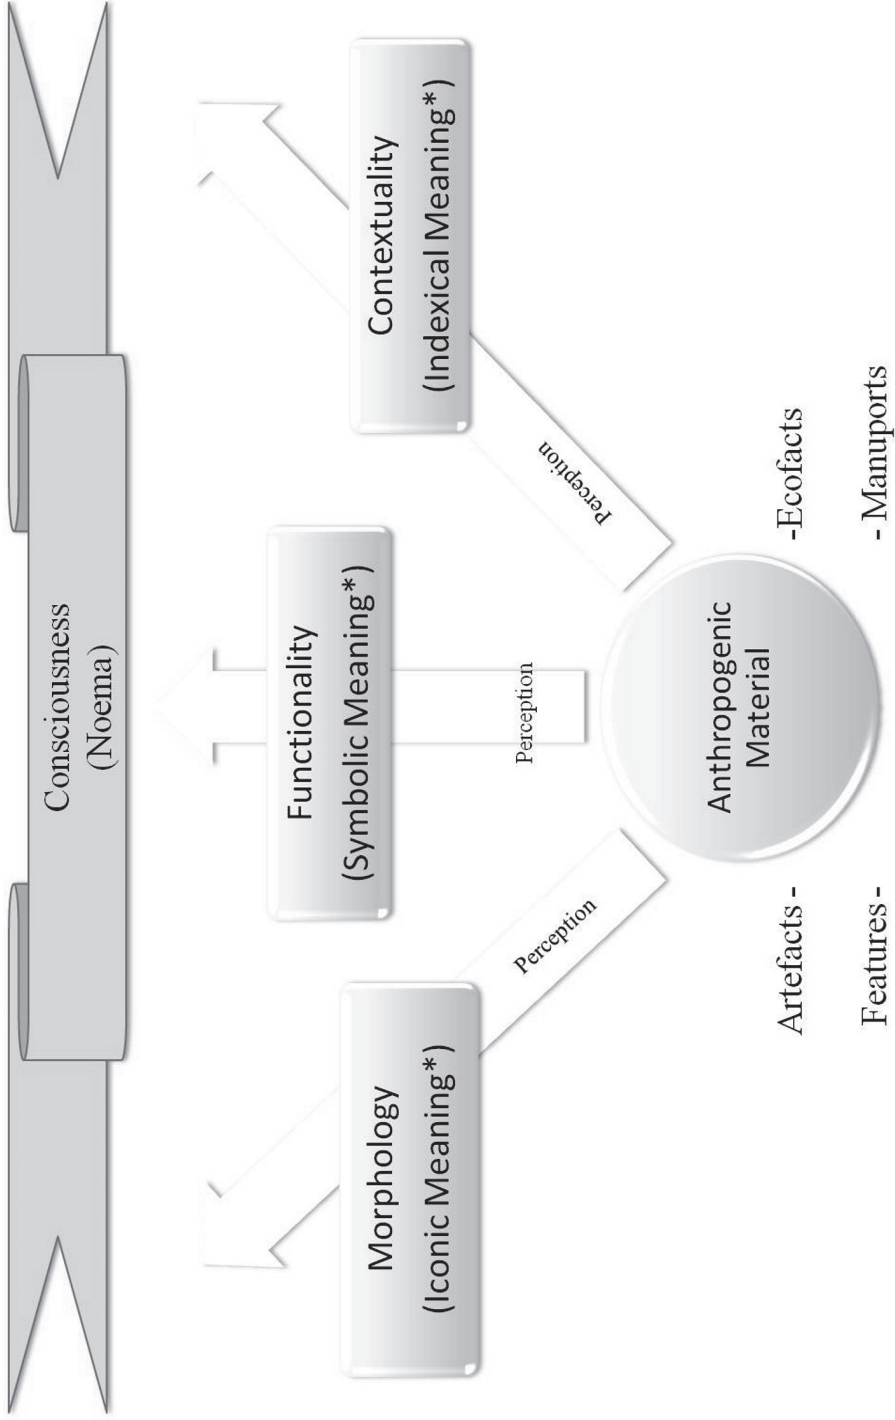 Consciousness
(Noema)
Morphology
(Iconic Meaning*)
Functionality
(Symbolic Meaning*)
Contextuality
(Indexical Meaning*)
Perception
Perception
Perception
Anthropogenic
Material
Artefacts -
-Ecofacts
Features -
- Manuports